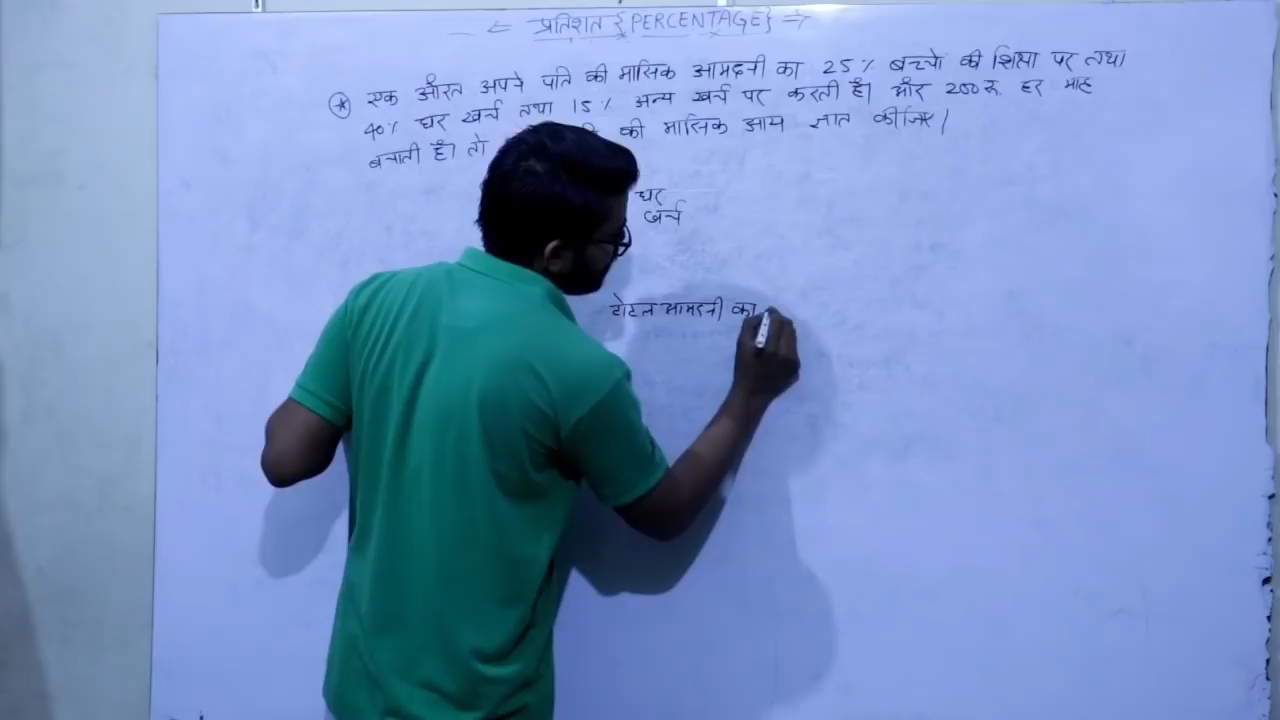 ← प्रतिशत {PERCENTAGE} →
एक औरत अपने पति की मासिक आमदनी का 25% बच्चो की शिक्षा पर तथा
40% घर खर्च तथा 15% अन्य खर्च पर करती है। और 200रू हर माह
बचाती है। तो की मासिक आय ज्ञात कीजिए।
घर
खर्च
टोटल आमदनी का